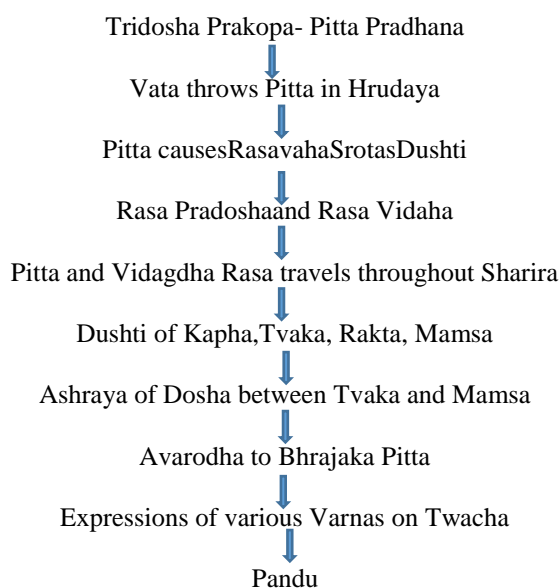 Tridosha Prakopa- Pitta Pradhana
Vata throws Pitta in Hrudaya
Pitta causesRasavahaSrotasDushti
Rasa Pradoshaand Rasa Vidaha
Pitta and Vidagdha Rasa travels throughout Sharira
Dushti of Kapha,Tvaka, Rakta, Mamsa
Ashraya of Dosha between Tvaka and Mamsa
Avarodha to Bhrajaka Pitta
Expressions of various Varnas on Twacha
Pandu